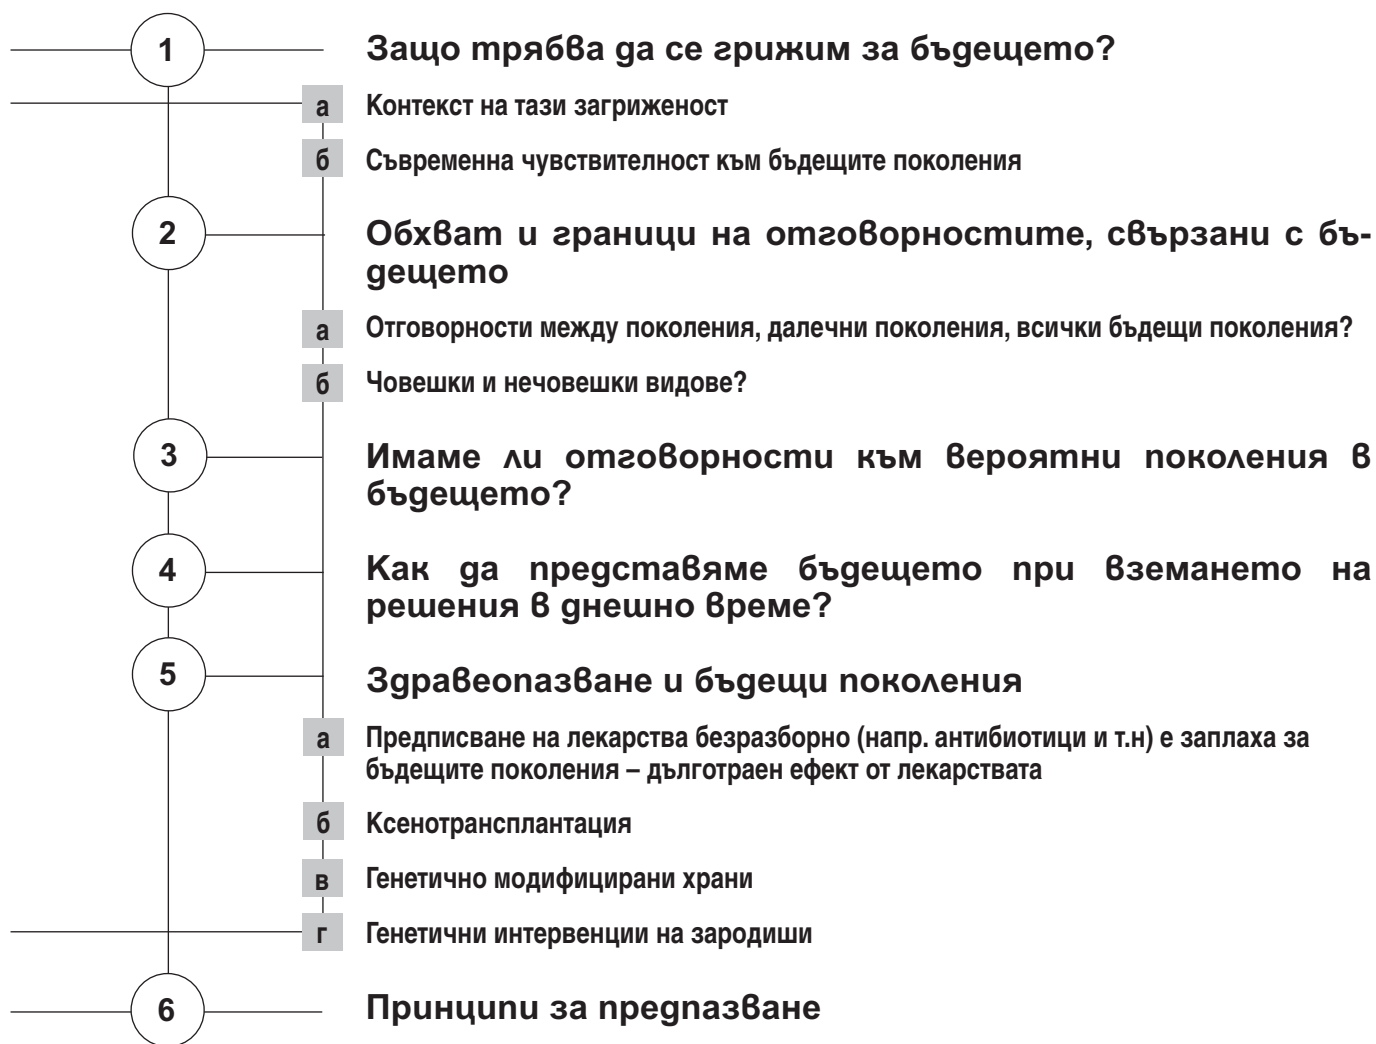 1 Защо трябва да се грижим за бъдещето?
а Контекст на тази загриженост
б Съвременна чувствителност към бъдещите поколения
2 Обхват и граници на отговорностите, свързани с бъ-
дещето
а Отговорности между поколения, далечни поколения, всички бъдещи поколения?
б Човешки и нечовешки видове?
3 Имаме ли отговорности към вероятни поколения в
бъдещето?
4 Как да представяме бъдещето при вземането на
решения в днешно време?
5 Здравеопазване и бъдещи поколения
а Предписване на лекарства безразборно (напр. антибиотици и т.н) е заплаха за
бъдещите поколения – дълготраен ефект от лекарствата
б Ксенотрансплантация
в Генетично модифицирани храни
г Генетични интервенции на зародиши
6 Принципи за предпазване